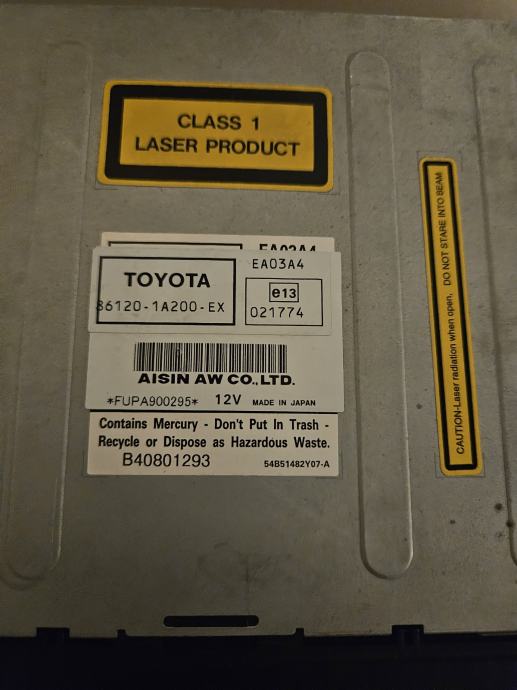 CLASS 1
LASER PRODUCT
EA03A4
EA03A4
TOYOTA
86120-1A200-EX
e13
021774
AISIN AW CO.,LTD.
*FUPA900295* 12V MADE IN JAPAN
Contains Mercury - Don't Put In Trash -
Recycle or Dispose as Hazardous Waste.
B40801293 54B51482Y07-A
CAUTION-Laser radiation when open, DO NOT STARE INTO BEAM